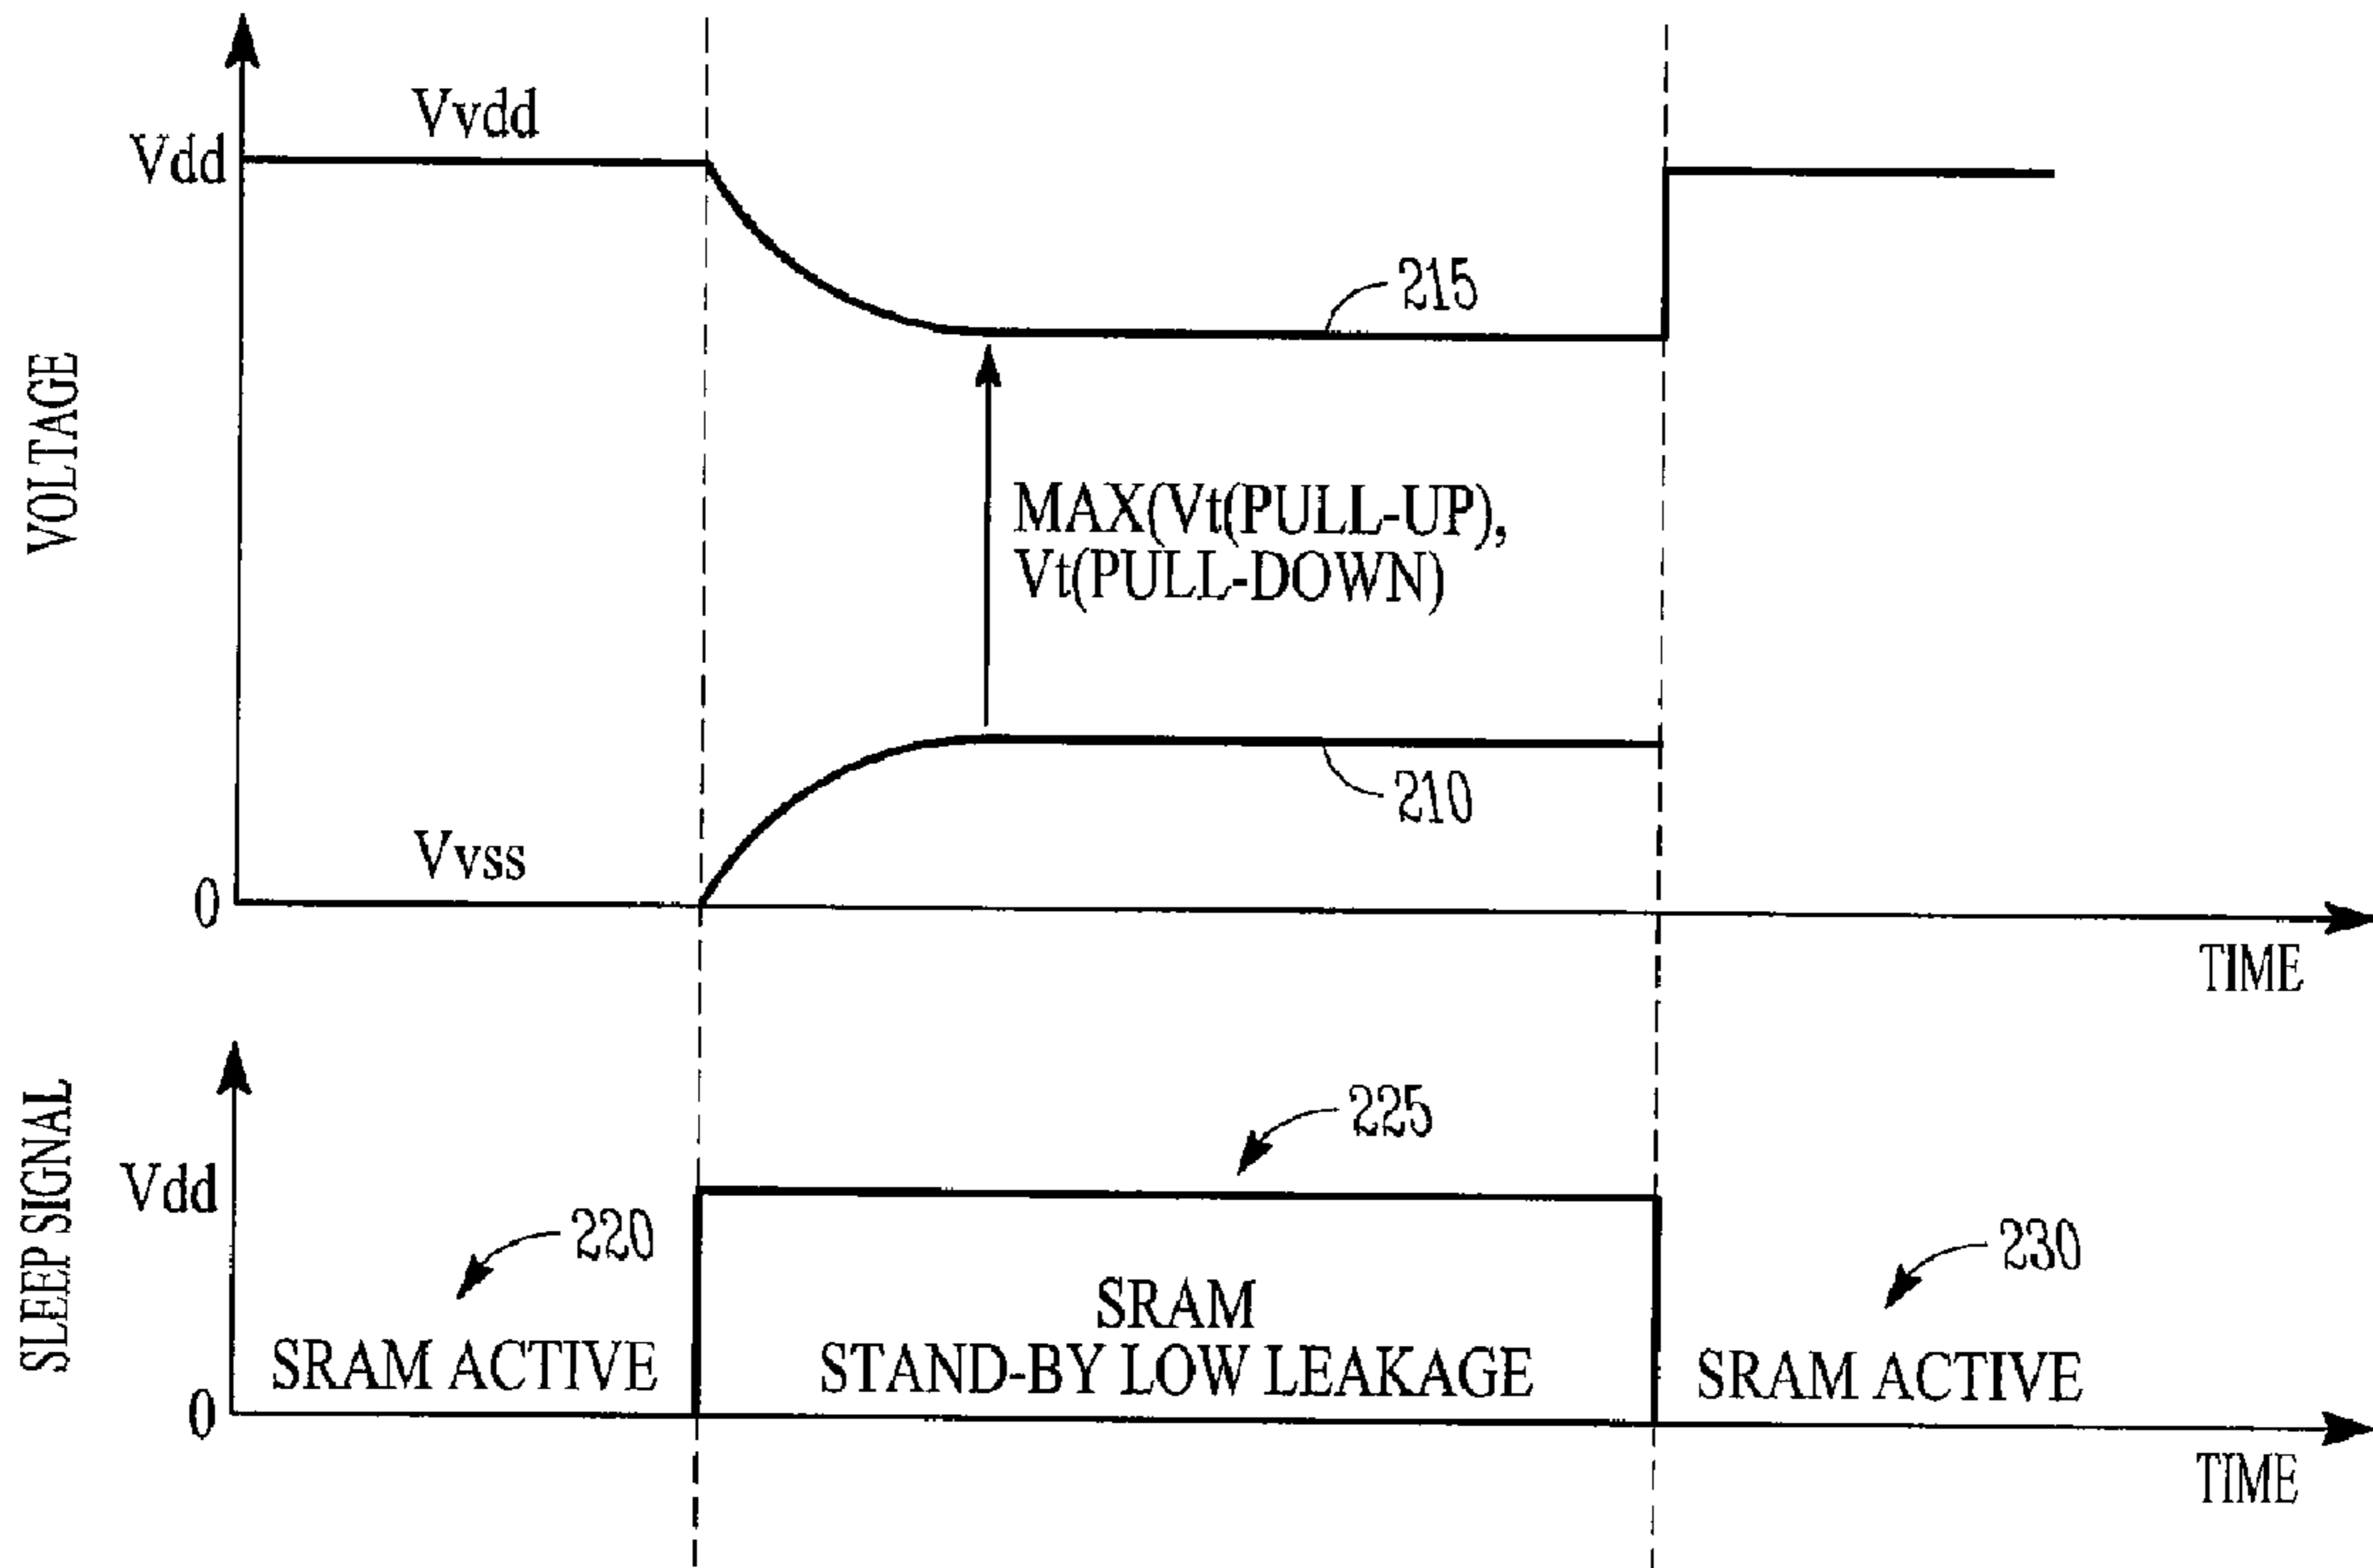 Vvdd
Vdd
215
VOLTAGE
MAX(Vt(PULL-UP),
Vt(PULL-DOWN)
210
Vvss
0
TIME
SLEEP SIGNAL
225
Vdd
220
230
SRAM
SRAM ACTIVE
STAND-BY LOW LEAKAGE
SRAM ACTIVE
0
TIME